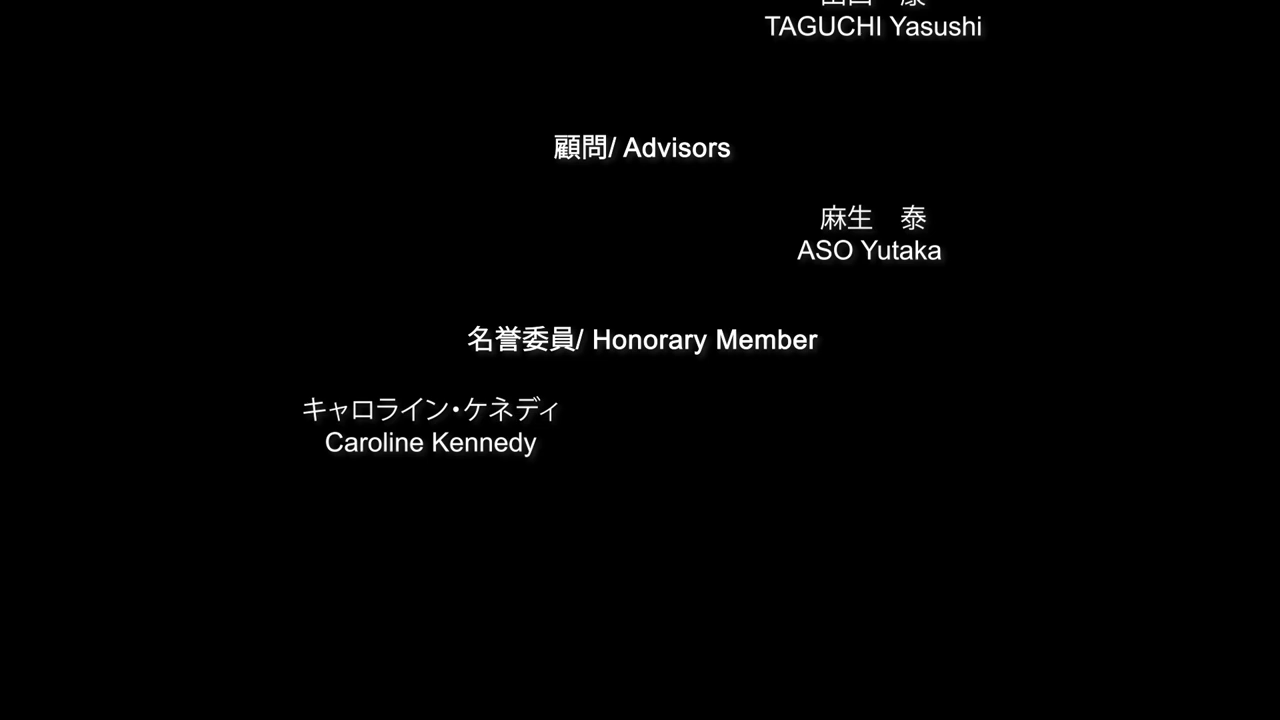 TAGUCHI Yasushi
顧問/ Advisors
麻生　泰
ASO Yutaka
名誉委員/ Honorary Member
キャロライン・ケネディ
Caroline Kennedy